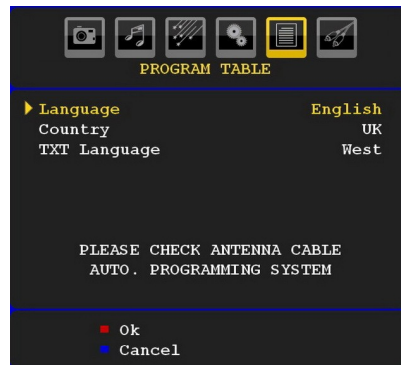 PROGRAM TABLE
Language English
Country UK
TXT Language West
PLEASE CHECK ANTENNA CABLE
AUTO. PROGRAMMING SYSTEM
Ok
Cancel